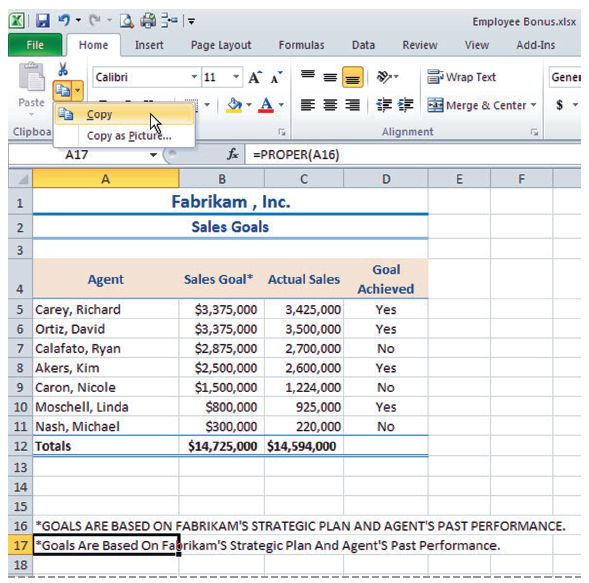 Employee Bonus.xlsx
File Home Insert Page Layout Formulas Data Review View Add-Ins
Calibri 11 A A Wrap Text Gener
Paste Merge & Center $
Clipboa Alignment
Copy
Copy as Picture...
A17 fx =PROPER(A16)
A B C D E F
1 Fabrikam , Inc.
2 Sales Goals
3
4 Agent Sales Goal* Actual Sales Goal Achieved
5 Carey, Richard $3,375,000 3,425,000 Yes
6 Ortiz, David $3,375,000 3,500,000 Yes
7 Calafato, Ryan $2,875,000 2,700,000 No
8 Akers, Kim $2,500,000 2,600,000 Yes
9 Caron, Nicole $1,500,000 1,224,000 No
10 Moschell, Linda $800,000 925,000 Yes
11 Nash, Michael $300,000 220,000 No
12 Totals $14,725,000 $14,594,000
13
14
15
16 *GOALS ARE BASED ON FABRIKAM'S STRATEGIC PLAN AND AGENT'S PAST PERFORMANCE.
17 *Goals Are Based On Fabrikam'S Strategic Plan And Agent'S Past Performance.
18